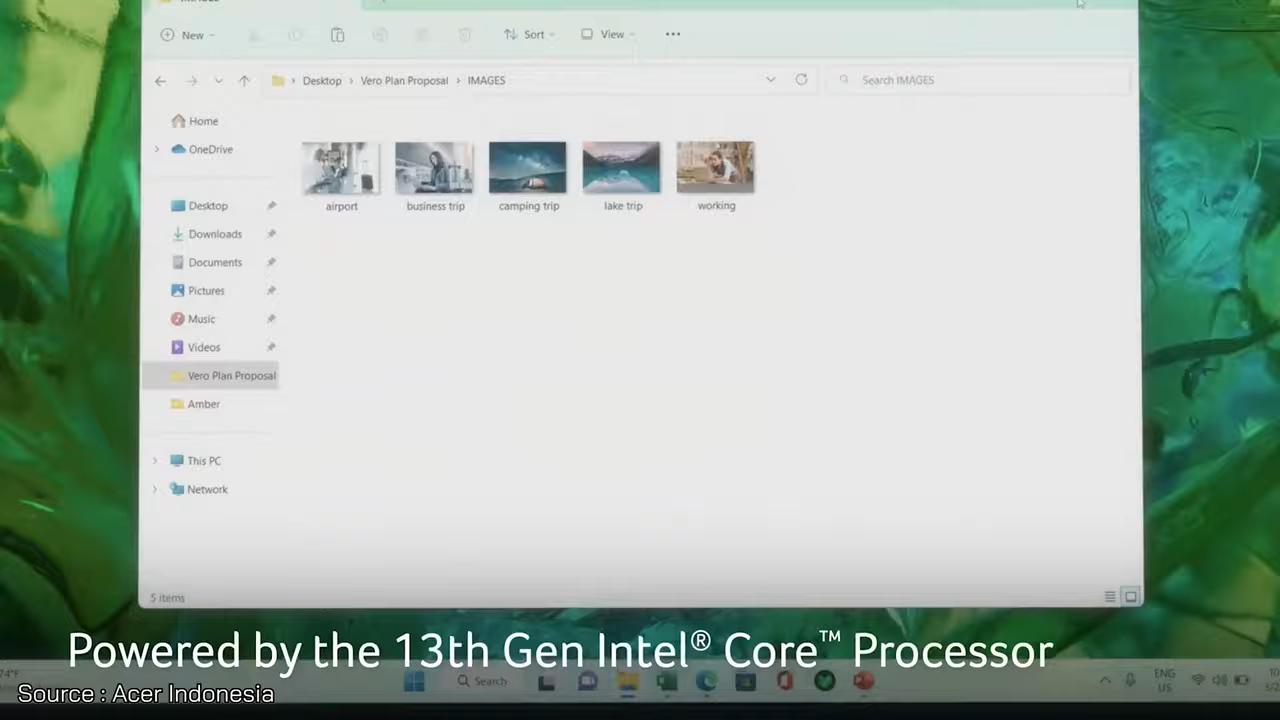 New
Sort
View
Desktop > Vero Plan Proposal > IMAGES
Search IMAGES
Home
OneDrive
airport
business trip
camping trip
lake trip
working
Desktop
Downloads
Documents
Pictures
Music
Videos
Vero Plan Proposal
Amber
This PC
Network
5 items
Powered by the 13th Gen Intel® Core™ Processor
74°F
Search
ENG
US
Source : Acer Indonesia